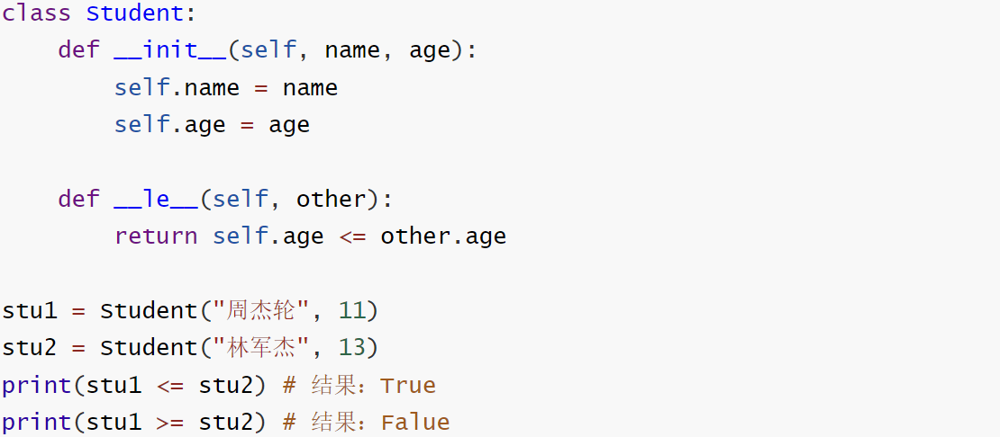 class Student:
    def __init__(self, name, age):
        self.name = name
        self.age = age
    def __le__(self, other):
        return self.age <= other.age
stu1 = Student("周杰轮", 11)
stu2 = Student("林军杰", 13)
print(stu1 <= stu2) # 结果：True
print(stu1 >= stu2) # 结果：Falue